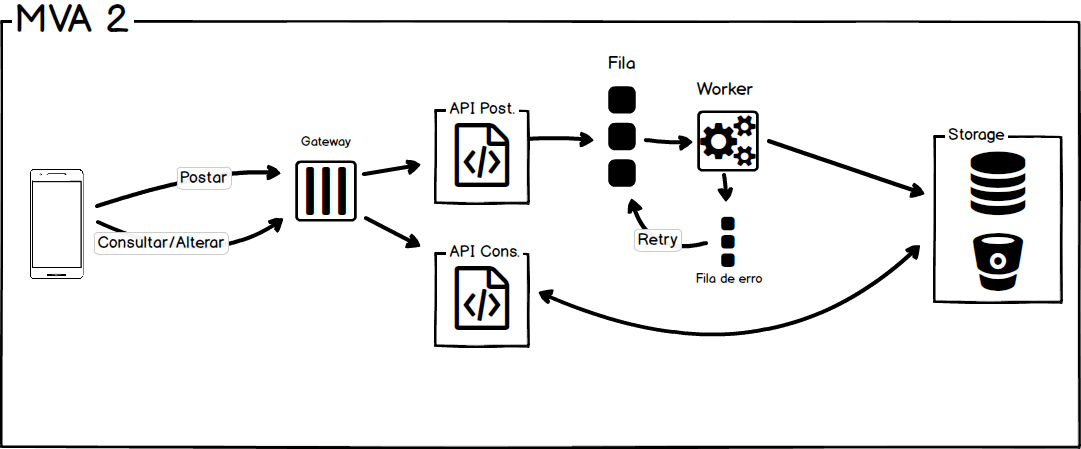 MVA 2
Fila
Worker
API Post.
Storage
Gateway
Postar
Consultar/Alterar
Retry
API Cons.
Fila de erro